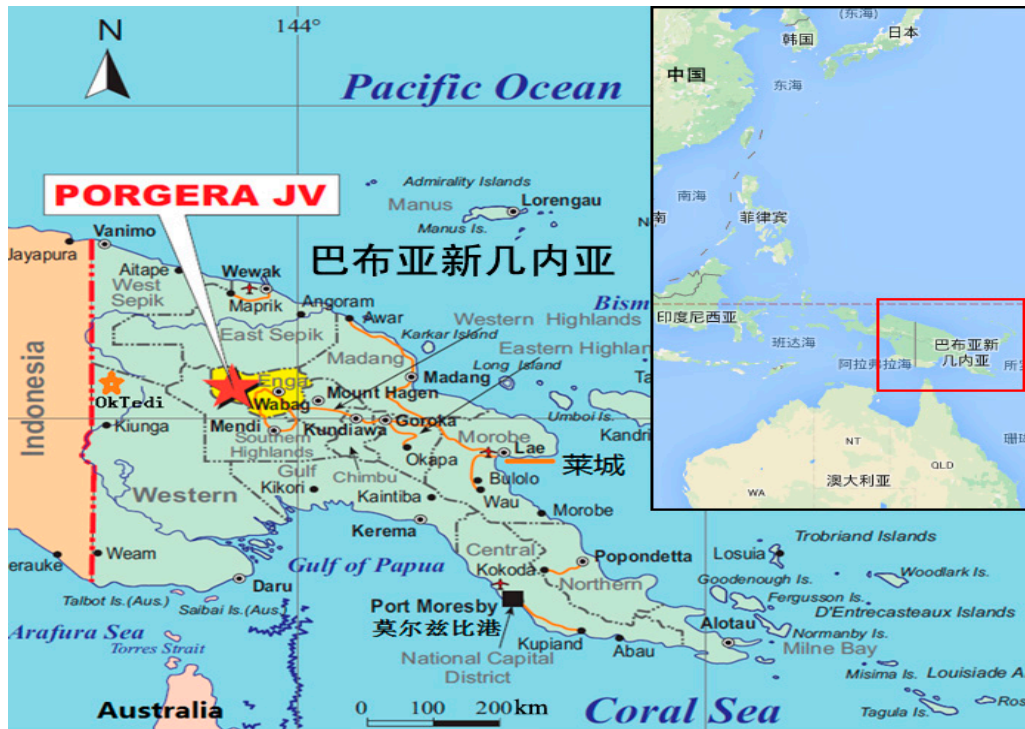 N
144°
Pacific Ocean
PORGERA JV
Admirality Islands
Manus
Lorengau
Manus Is.
Vanimo
Jayapura
Aitape
West
Sepik
Wewak
Maprik
Angoram
巴布亚新几内亚
Bism
East Sepik
Awar
Karkar Island
Western Highlands
Eastern Highlan
Madang
Long Island
Madang
Indonesia
OkTedi
Enga
Wabag
Mount Hagen
Umboi Is.
Kiunga
Mendi
Kundiawa
Goroka
Kandri
Southern
Highlands
Morobe
Lae
莱城
Okapa
Gulf
Chimbu
Kikori
Bulolo
Western
Kaintiba
Wau
Kerema
Morobe
Weam
erauke
Gulf of Papua
Central
Popondetta
Kokoda
Northern
Daru
Talbot Is.(Aus.)
Saibai Is.(Aus.)
Port Moresby
莫尔兹比港
Losuia
Trobriand Islands
Woodlark Is.
Goodenough Is.
Fergusson Is.
D'Entrecasteaux Islands
Alotau
Normanby Is.
Milne Bay
Arafura Sea
Torres Strait
Kupiand
Abau
National Capital
District
Misima Is.
Louisiade A
Tagula Is.
Ros
Australia
0 100 200km
Coral Sea
(东海)
韩国
日本
中国
东海
南海
南
菲律宾
印度尼西亚
班达海
阿拉弗拉海
巴布亚新
几内亚
所罗
NT
QLD
WA
澳大利亚
珊瑚